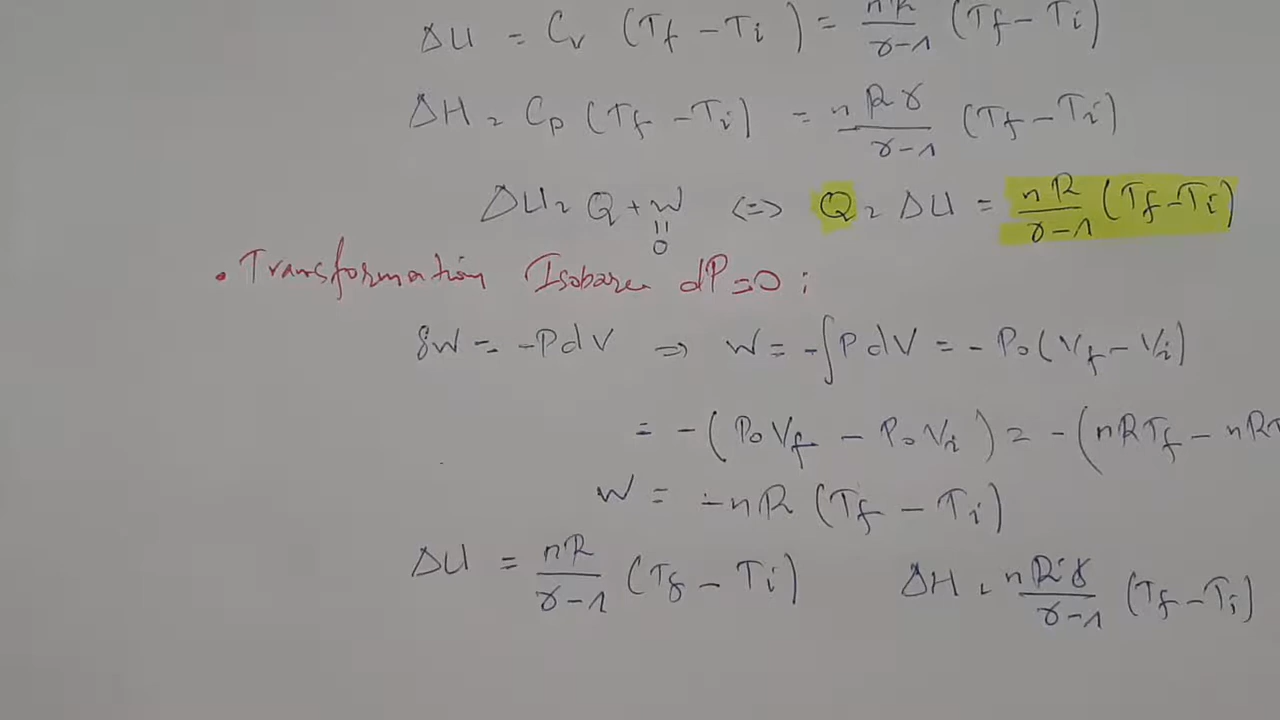 ΔU = Cv (Tf - Ti) = nR/γ-1 (Tf - Ti)
ΔH = Cp (Tf - Ti) = nRγ/γ-1 (Tf - Ti)
ΔU = Q + W <=> Q = ΔU = nR/γ-1 (Tf - Ti)
=
0
• Transformation Isobare dP=0 :
δW = -PdV => W = -∫PdV = -P0(Vf - Vi)
= -(P0Vf - P0Vi) = -(nRTf - nRT
W = -nR (Tf - Ti)
ΔU = nR/γ-1 (Tf - Ti) ΔH = nRγ/γ-1 (Tf - Ti)